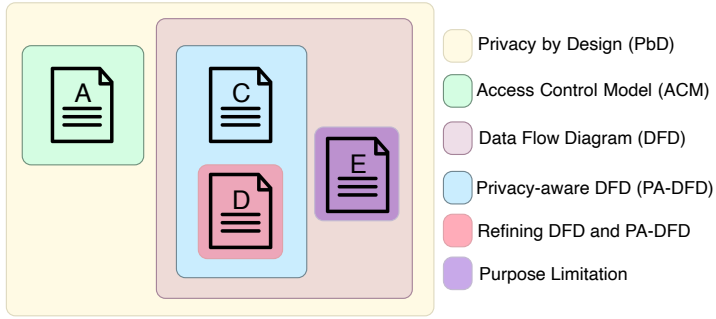 A
C
D
E
Privacy by Design (PbD)
Access Control Model (ACM)
Data Flow Diagram (DFD)
Privacy-aware DFD (PA-DFD)
Refining DFD and PA-DFD
Purpose Limitation